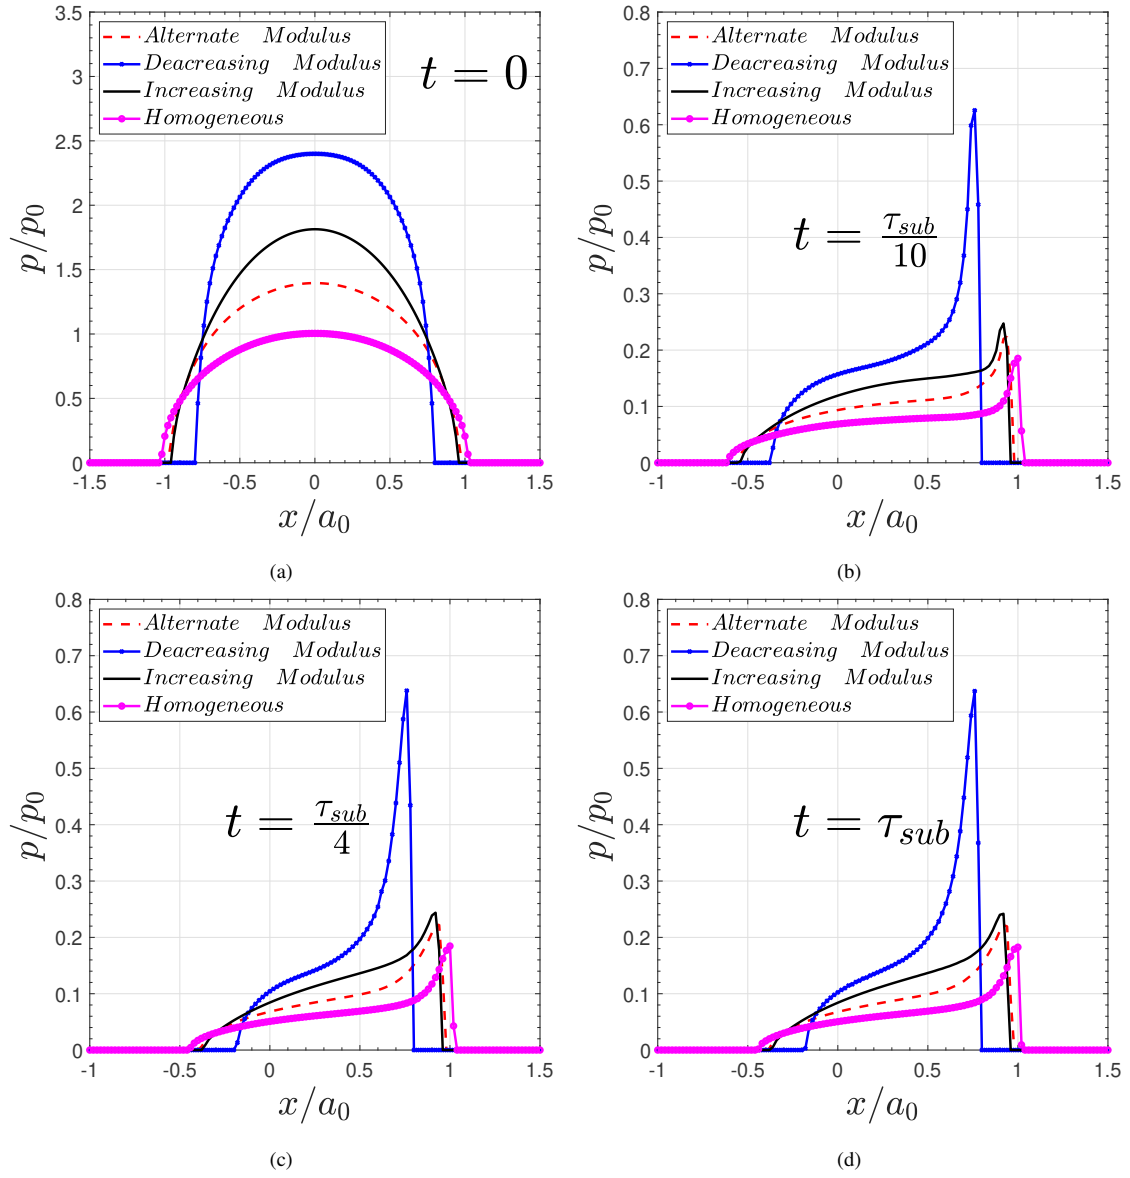 3.5
3
2.5
2
1.5
1
0.5
0
-1.5 -1 -0.5 0 0.5 1 1.5
p/p₀
x/a₀
Alternate Modulus
Deacreasing Modulus
Increasing Modulus
Homogeneous
t = 0
(a)
0.8
0.7
0.6
0.5
0.4
0.3
0.2
0.1
0
-1 -0.5 0 0.5 1 1.5
p/p₀
x/a₀
Alternate Modulus
Deacreasing Modulus
Increasing Modulus
Homogeneous
t = τ_sub/10
(b)
0.8
0.7
0.6
0.5
0.4
0.3
0.2
0.1
0
-1 -0.5 0 0.5 1 1.5
p/p₀
x/a₀
Alternate Modulus
Deacreasing Modulus
Increasing Modulus
Homogeneous
t = τ_sub/4
(c)
0.8
0.7
0.6
0.5
0.4
0.3
0.2
0.1
0
-1 -0.5 0 0.5 1 1.5
p/p₀
x/a₀
Alternate Modulus
Deacreasing Modulus
Increasing Modulus
Homogeneous
t = τ_sub
(d)